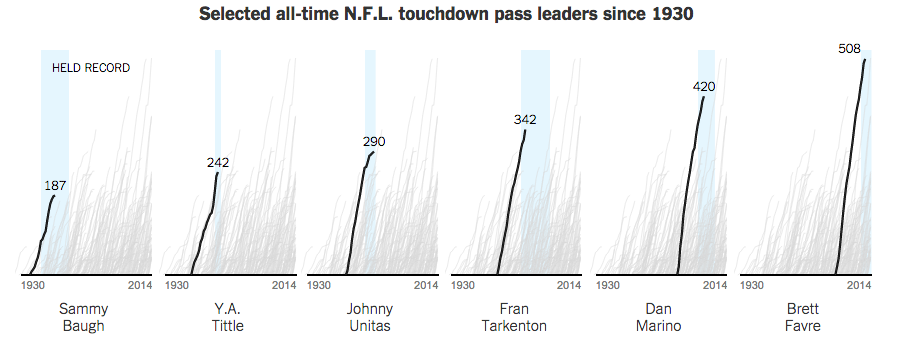 Selected all-time N.F.L. touchdown pass leaders since 1930
HELD RECORD
187
242
290
342
420
508
1930 2014
1930 2014
1930 2014
1930 2014
1930 2014
1930 2014
Sammy
Baugh
Y.A.
Tittle
Johnny
Unitas
Fran
Tarkenton
Dan
Marino
Brett
Favre